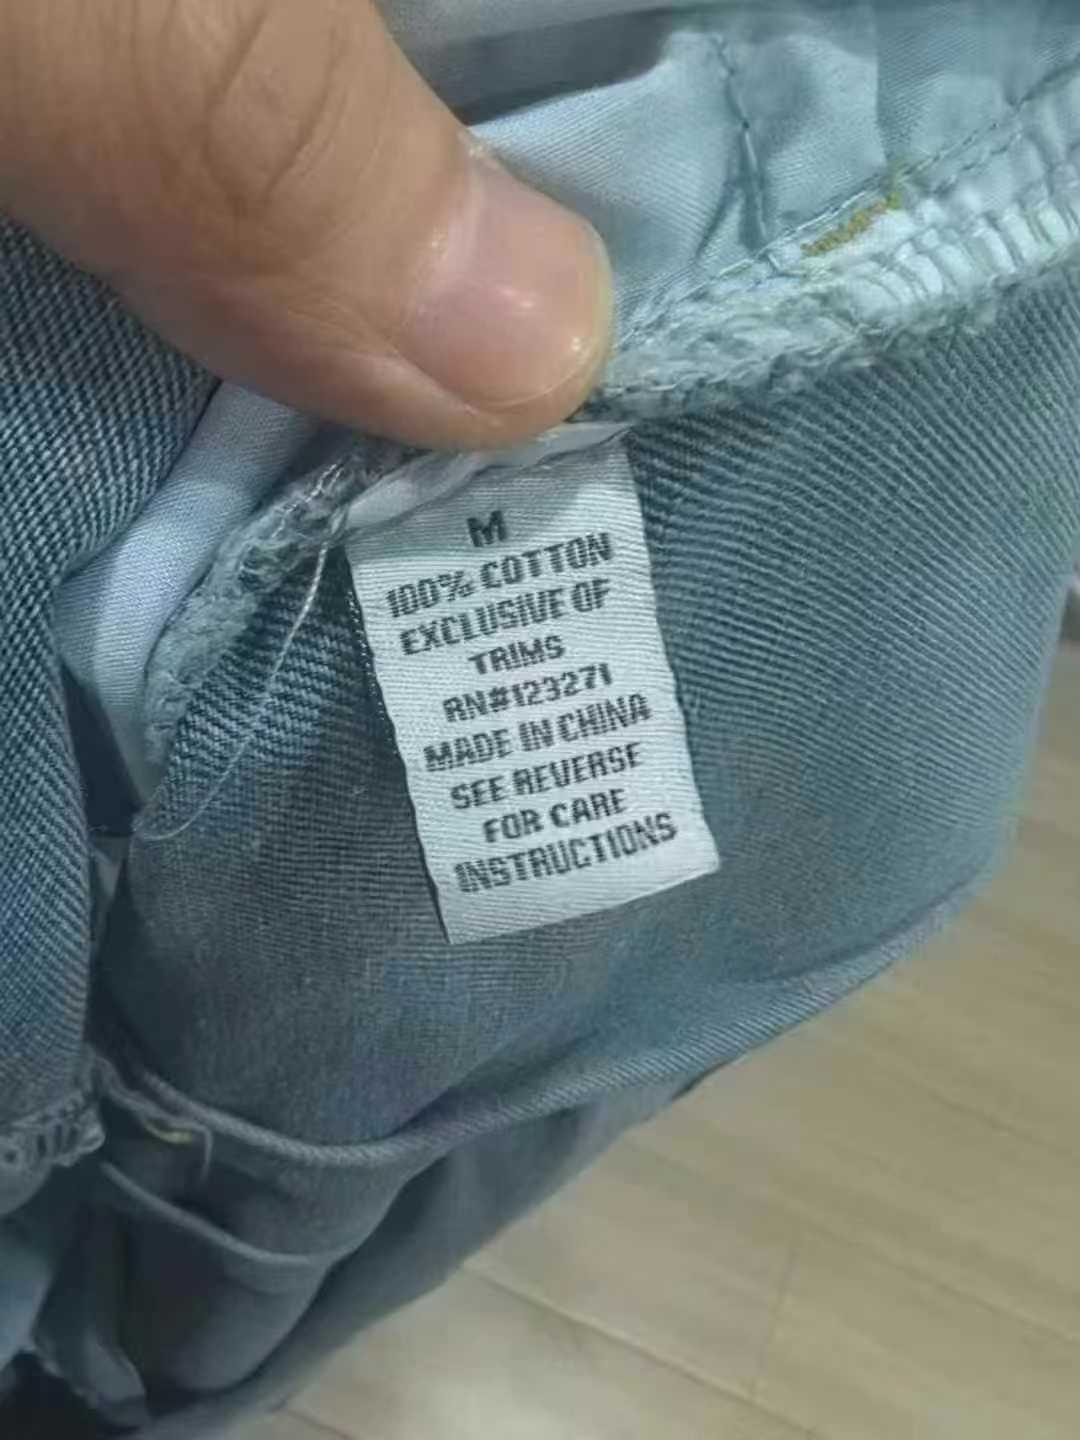 M
100% COTTON
EXCLUSIVE OF
TRIMS
RN#123271
MADE IN CHINA
SEE REVERSE
FOR CARE
INSTRUCTIONS